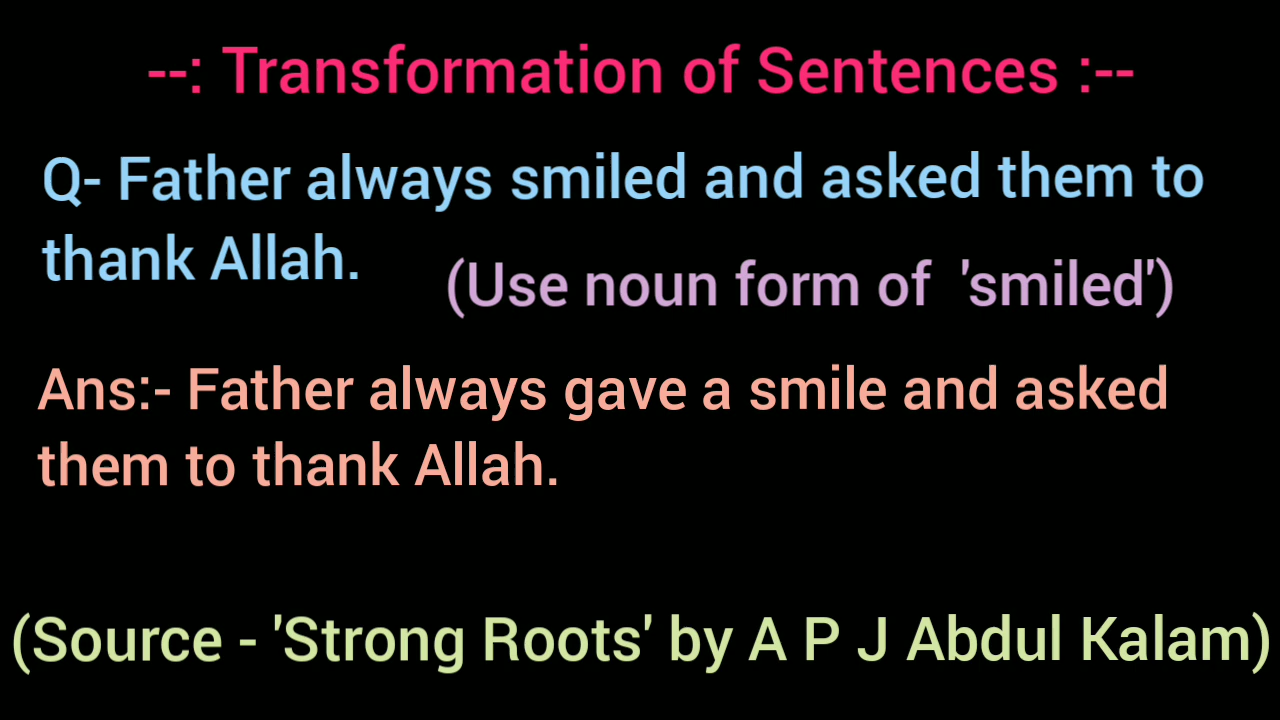 --: Transformation of Sentences :--
Q- Father always smiled and asked them to
thank Allah.
(Use noun form of 'smiled')
Ans:- Father always gave a smile and asked
them to thank Allah.
(Source - 'Strong Roots' by A P J Abdul Kalam)